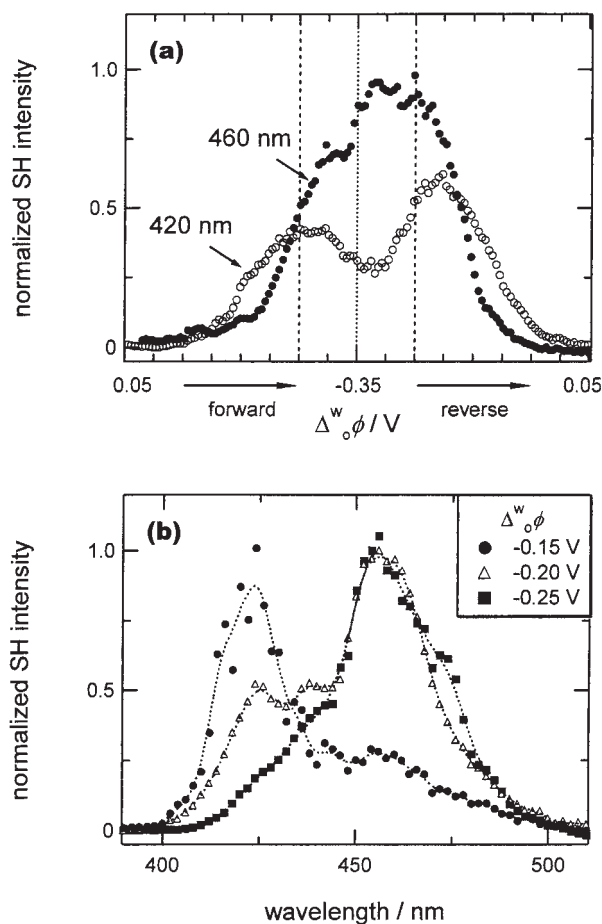 (a)
normalized SH intensity
1.0
0.5
0
460 nm
420 nm
0.05
-0.35
0.05
forward
reverse
Δʷₒϕ / V
(b)
normalized SH intensity
1.0
0.5
0
Δʷₒϕ
-0.15 V
-0.20 V
-0.25 V
400
450
500
wavelength / nm